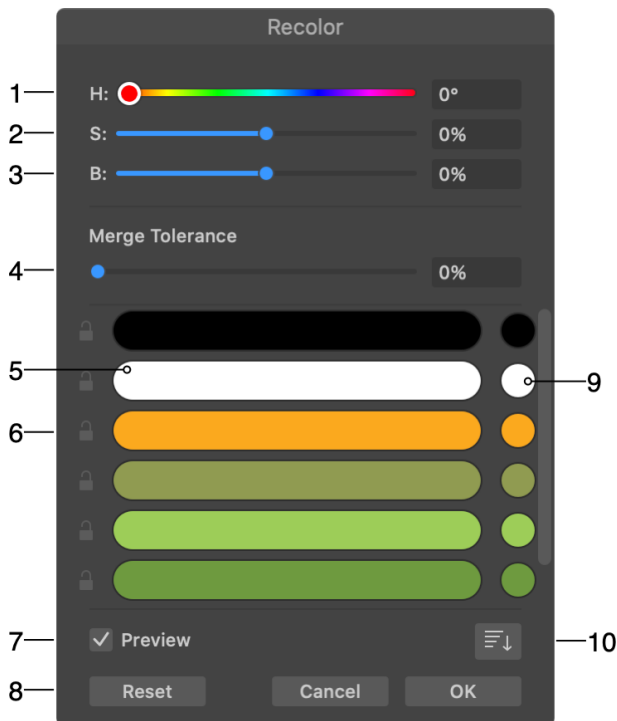 Recolor
1 H: 0°
2 S: 0%
3 B: 0%
Merge Tolerance
4 0%
5
9
6
7 Preview 10
8 Reset Cancel OK